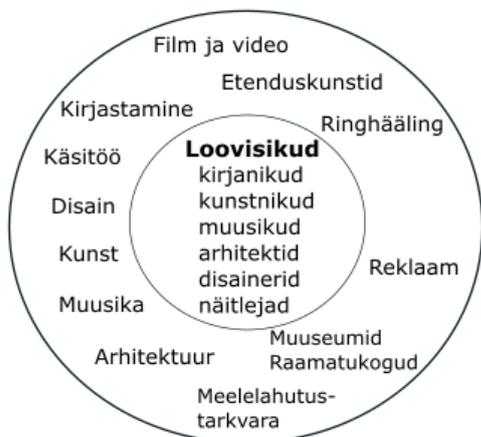 Film ja video
Etenduskunstid
Kirjastamine
Ringhääling
Käsitöö
Disain
Kunst
Muusika
Arhitektuur
Loovisikud
kirjanikud
kunstnikud
muusikud
arhitektid
disainerid
näitlejad
Reklaam
Muuseumid
Raamatukogud
Meelelahutus-
tarkvara